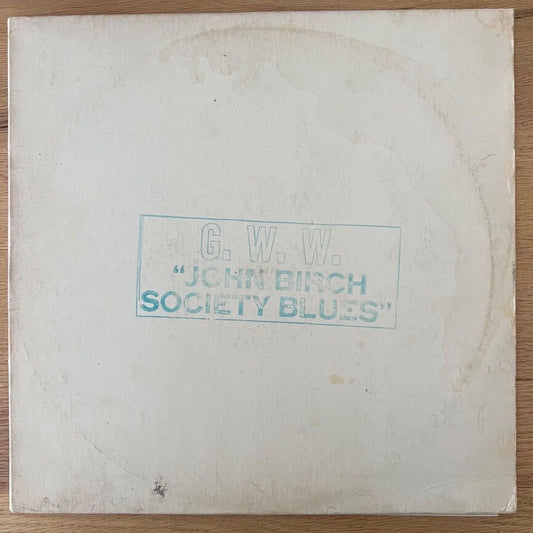 G. W. W.
“JOHN BIRCH
SOCIETY BLUES”